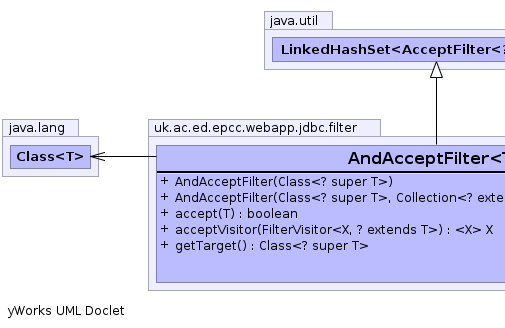 java.util
LinkedHashSet<AcceptFilter<?
java.lang
Class<T>
uk.ac.ed.epcc.webapp.jdbc.filter
AndAcceptFilter<T
+ AndAcceptFilter(Class<? super T>)
+ AndAcceptFilter(Class<? super T>, Collection<? exte
+ accept(T) : boolean
+ acceptVisitor(FilterVisitor<X, ? extends T>) : <X> X
+ getTarget() : Class<? super T>
yWorks UML Doclet